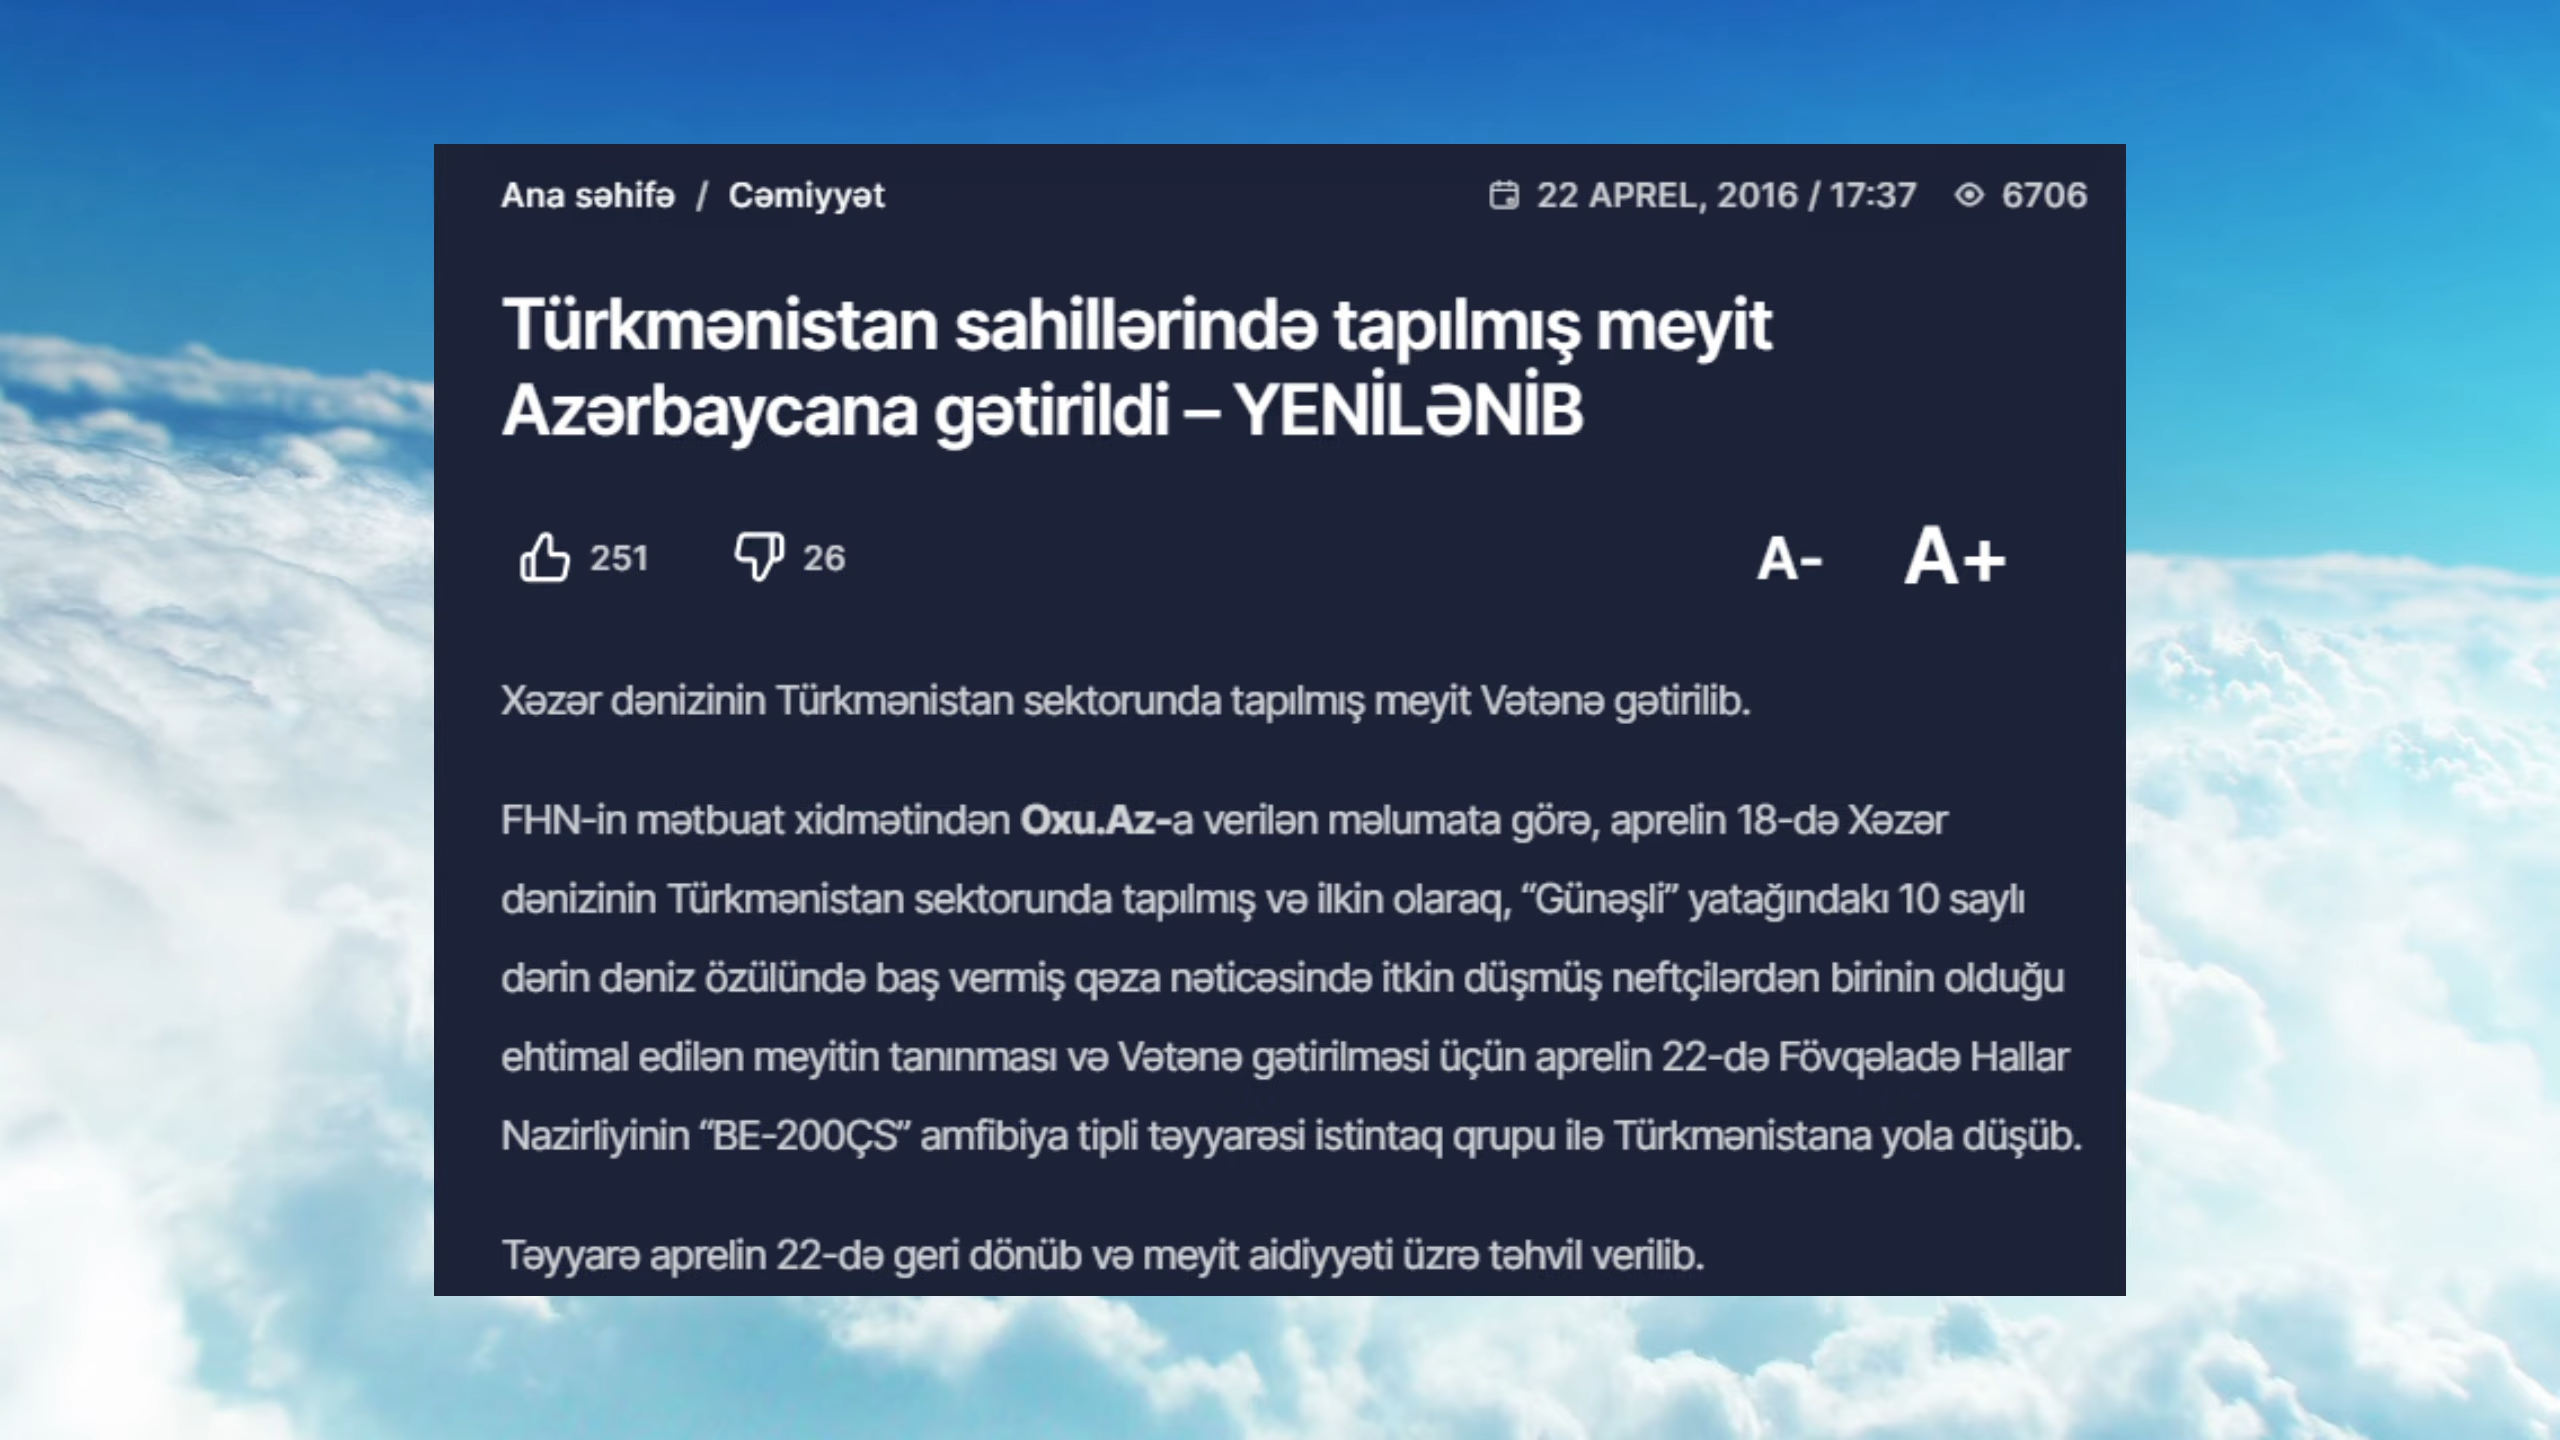 Ana səhifə / Cəmiyyət
22 APREL, 2016 / 17:37 6706
Türkmənistan sahillərində tapılmış meyit
Azərbaycana gətirildi – YENİLƏNİB
251 26 A- A+
Xəzər dənizinin Türkmənistan sektorunda tapılmış meyit Vətənə gətirilib.
FHN-in mətbuat xidmətindən Oxu.Az-a verilən məlumata görə, aprelin 18-də Xəzər
dənizinin Türkmənistan sektorunda tapılmış və ilkin olaraq, “Günəşli” yatağındakı 10 saylı
dərin dəniz özülündə baş vermiş qəza nəticəsində itkin düşmüş neftçilərdən birinin olduğu
ehtimal edilən meyitin tanınması və Vətənə gətirilməsi üçün aprelin 22-də Fövqəladə Hallar
Nazirliyinin “BE-200ÇS” amfibiya tipli təyyarəsi istintaq qrupu ilə Türkmənistana yola düşüb.
Təyyarə aprelin 22-də geri dönüb və meyit aidiyyəti üzrə təhvil verilib.